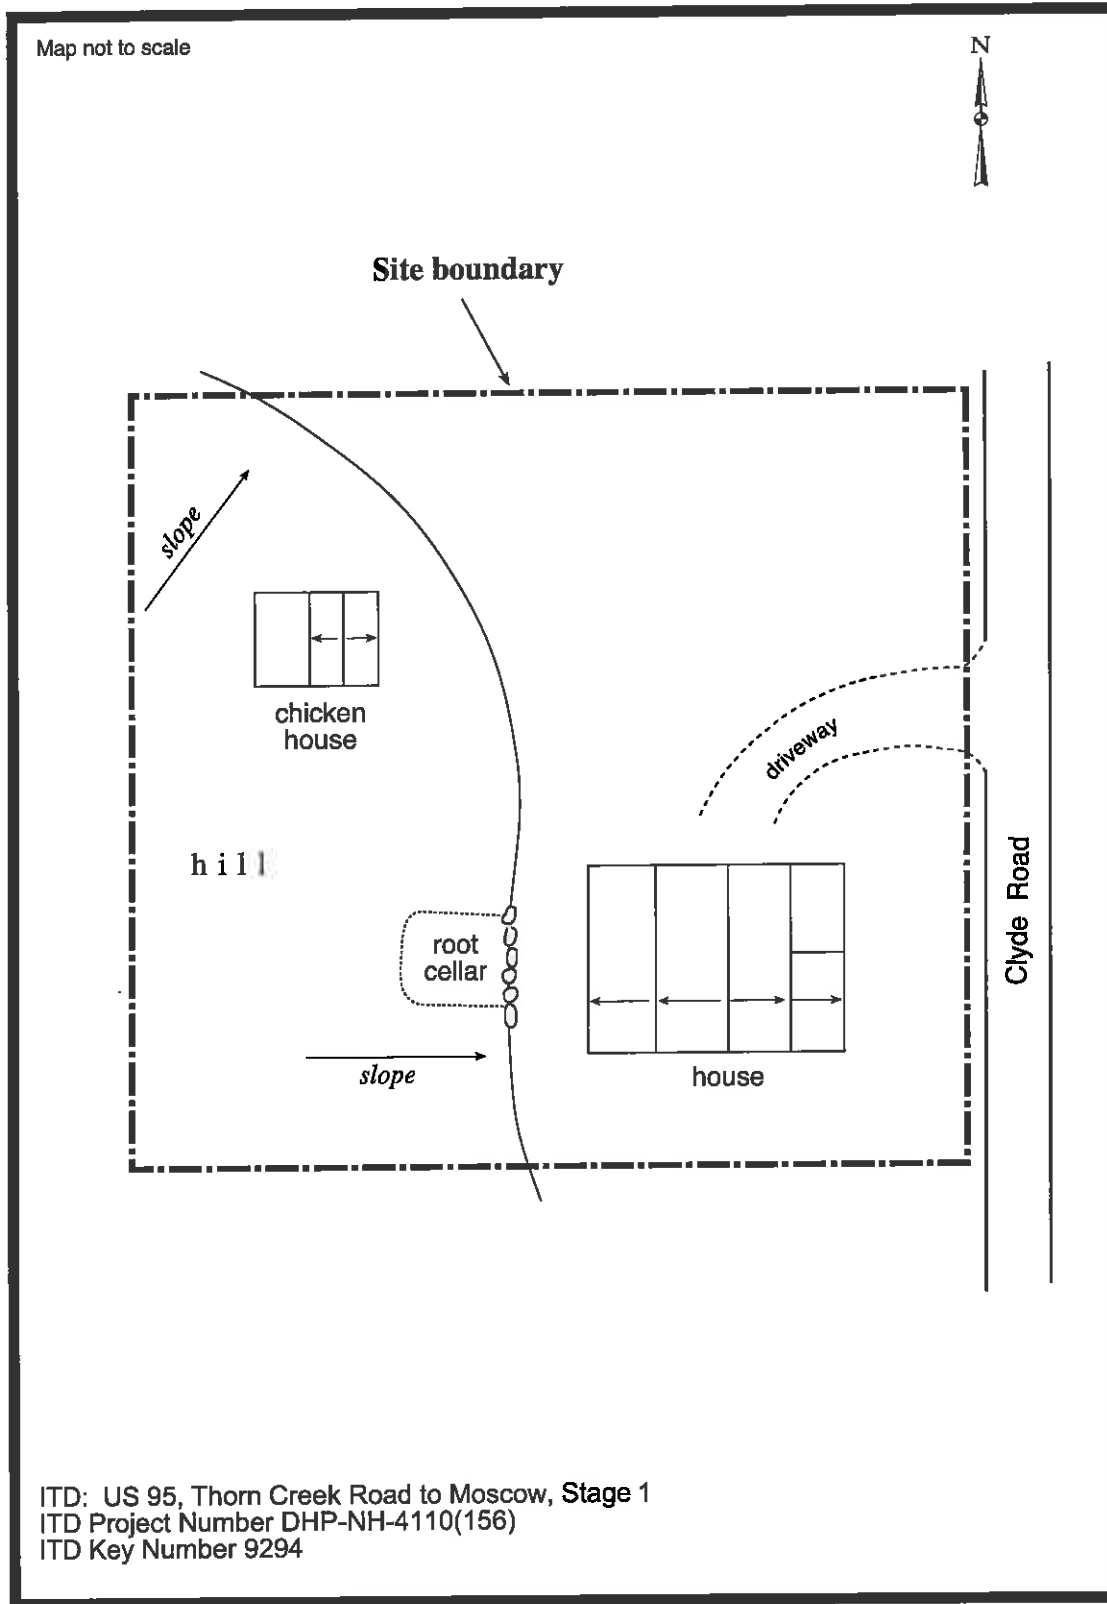 Map not to scale
N
Site boundary
slope
chicken
house
driveway
hill
root
cellar
Clyde Road
slope
house
ITD: US 95, Thorn Creek Road to Moscow, Stage 1
ITD Project Number DHP-NH-4110(156)
ITD Key Number 9294